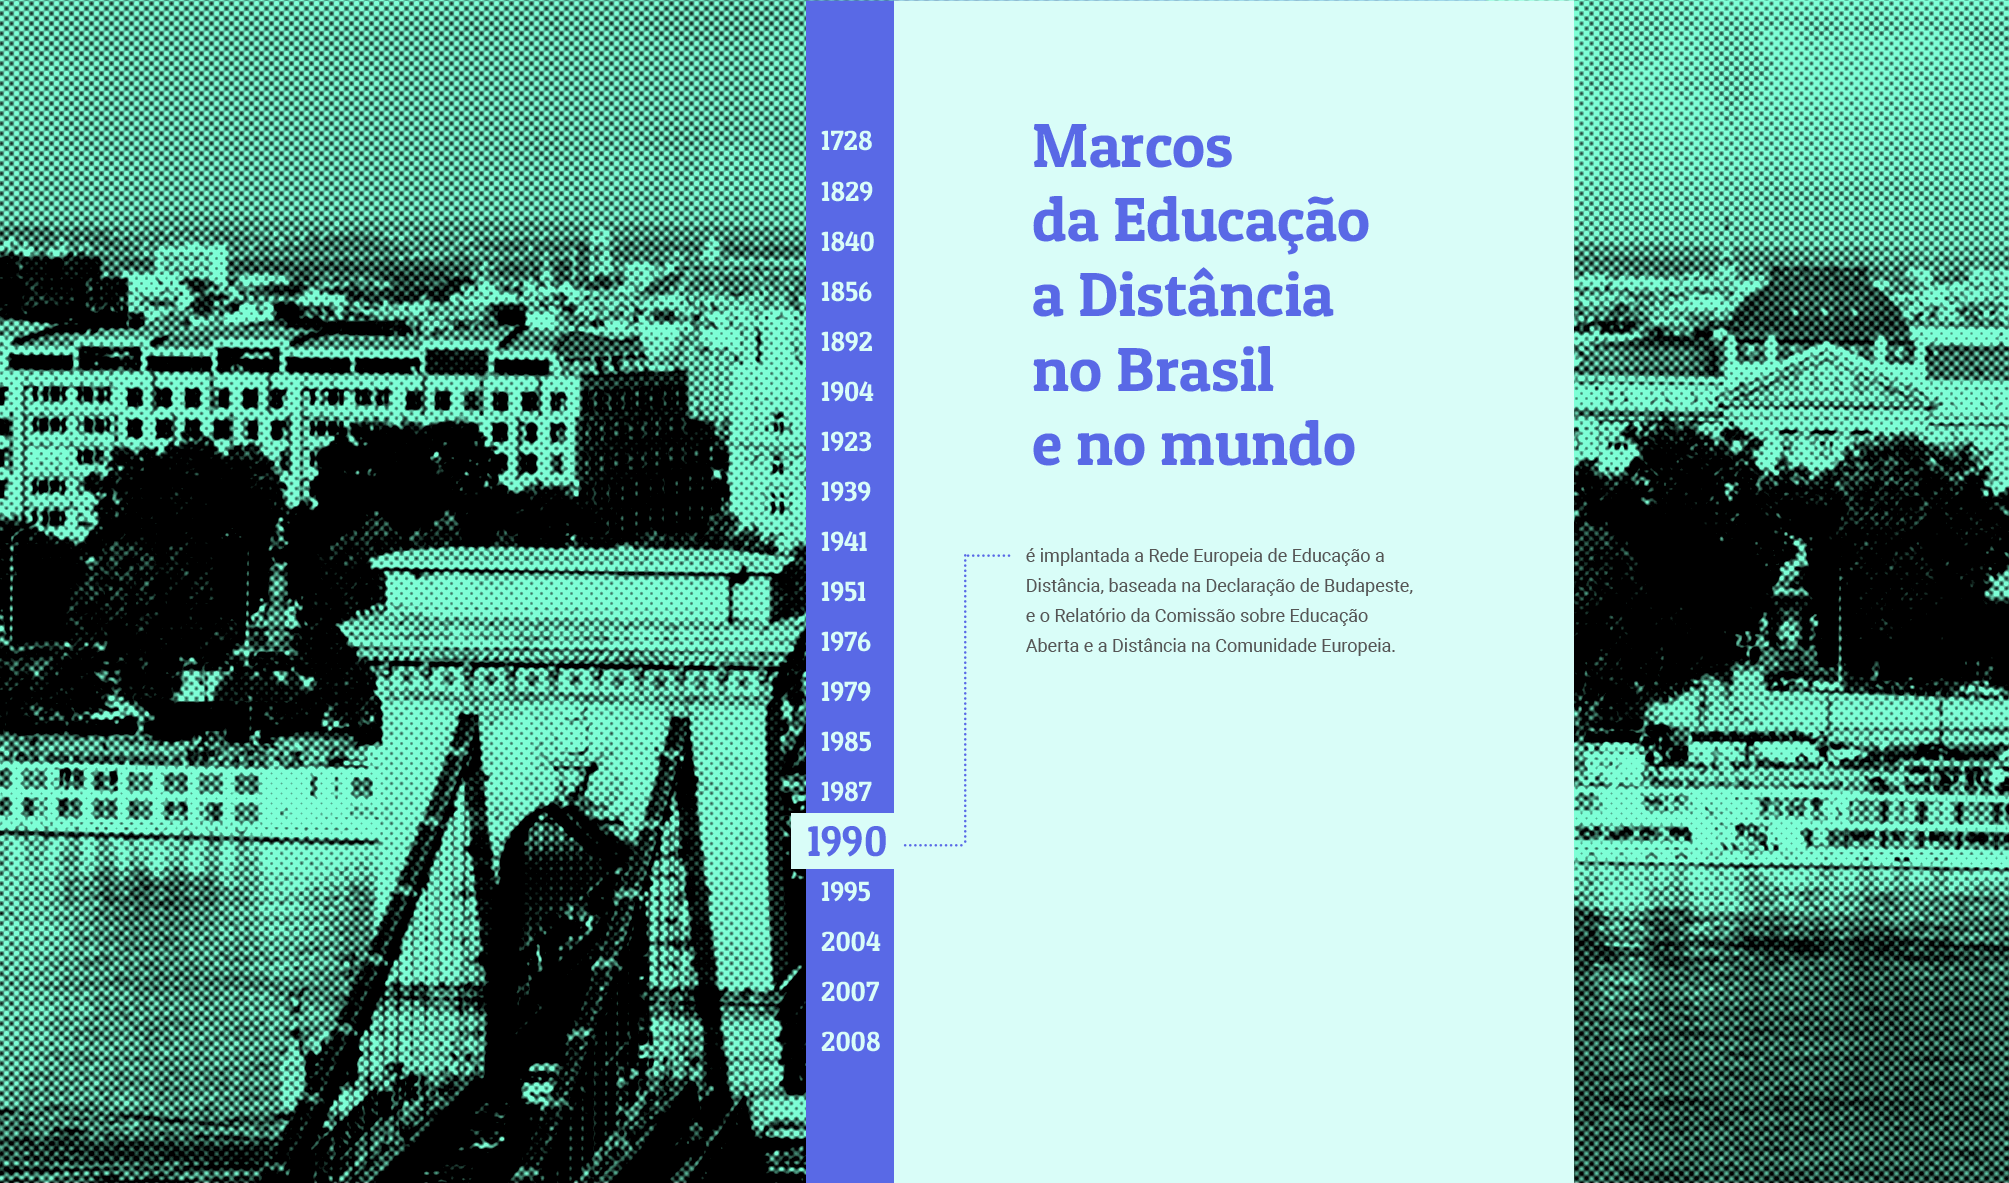 1728
1829
1840
1856
1892
1904
1923
1939
1941
1951
1976
1979
1985
1987
1990
1995
2004
2007
2008
Marcos
da Educação
a Distância
no Brasil
e no mundo
é implantada a Rede Europeia de Educação a
Distância, baseada na Declaração de Budapeste,
e o Relatório da Comissão sobre Educação
Aberta e a Distância na Comunidade Europeia.